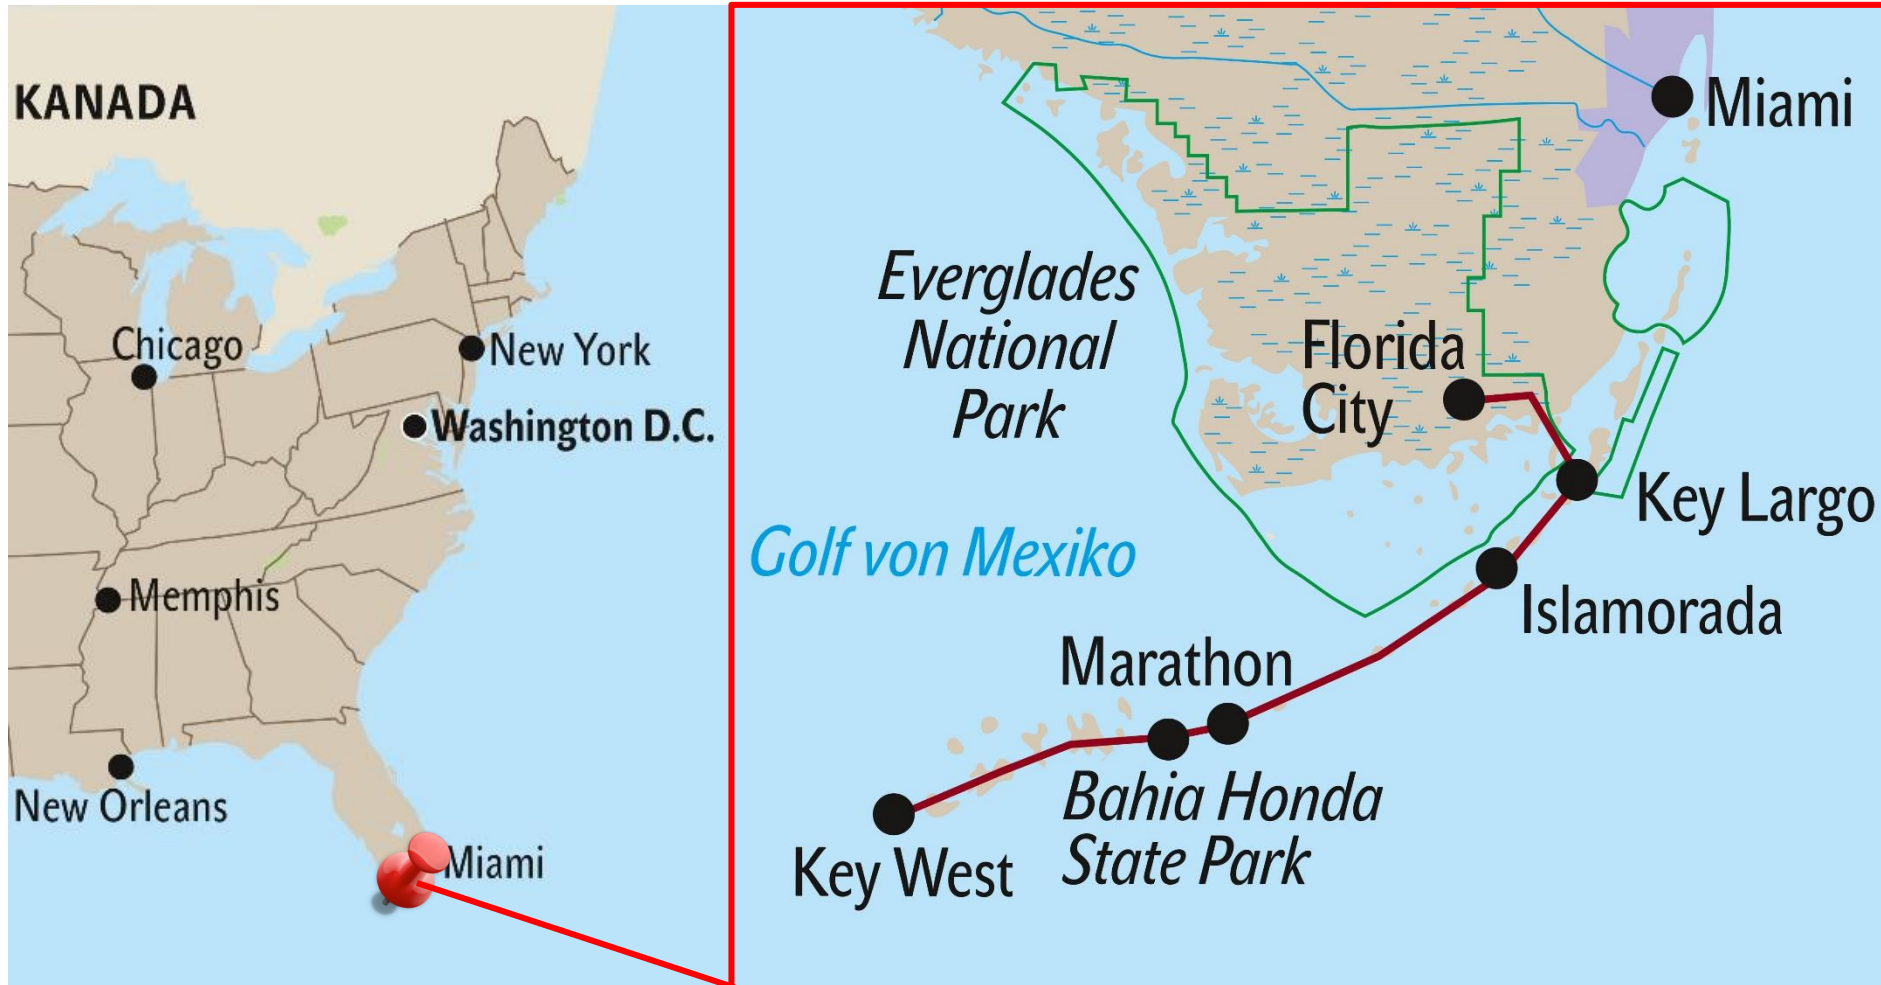 KANADA
Chicago
New York
Washington D.C.
Memphis
New Orleans
Miami
Miami
Everglades
National
Park
Florida
City
Key Largo
Golf von Mexiko
Islamorada
Marathon
Bahia Honda
State Park
Key West